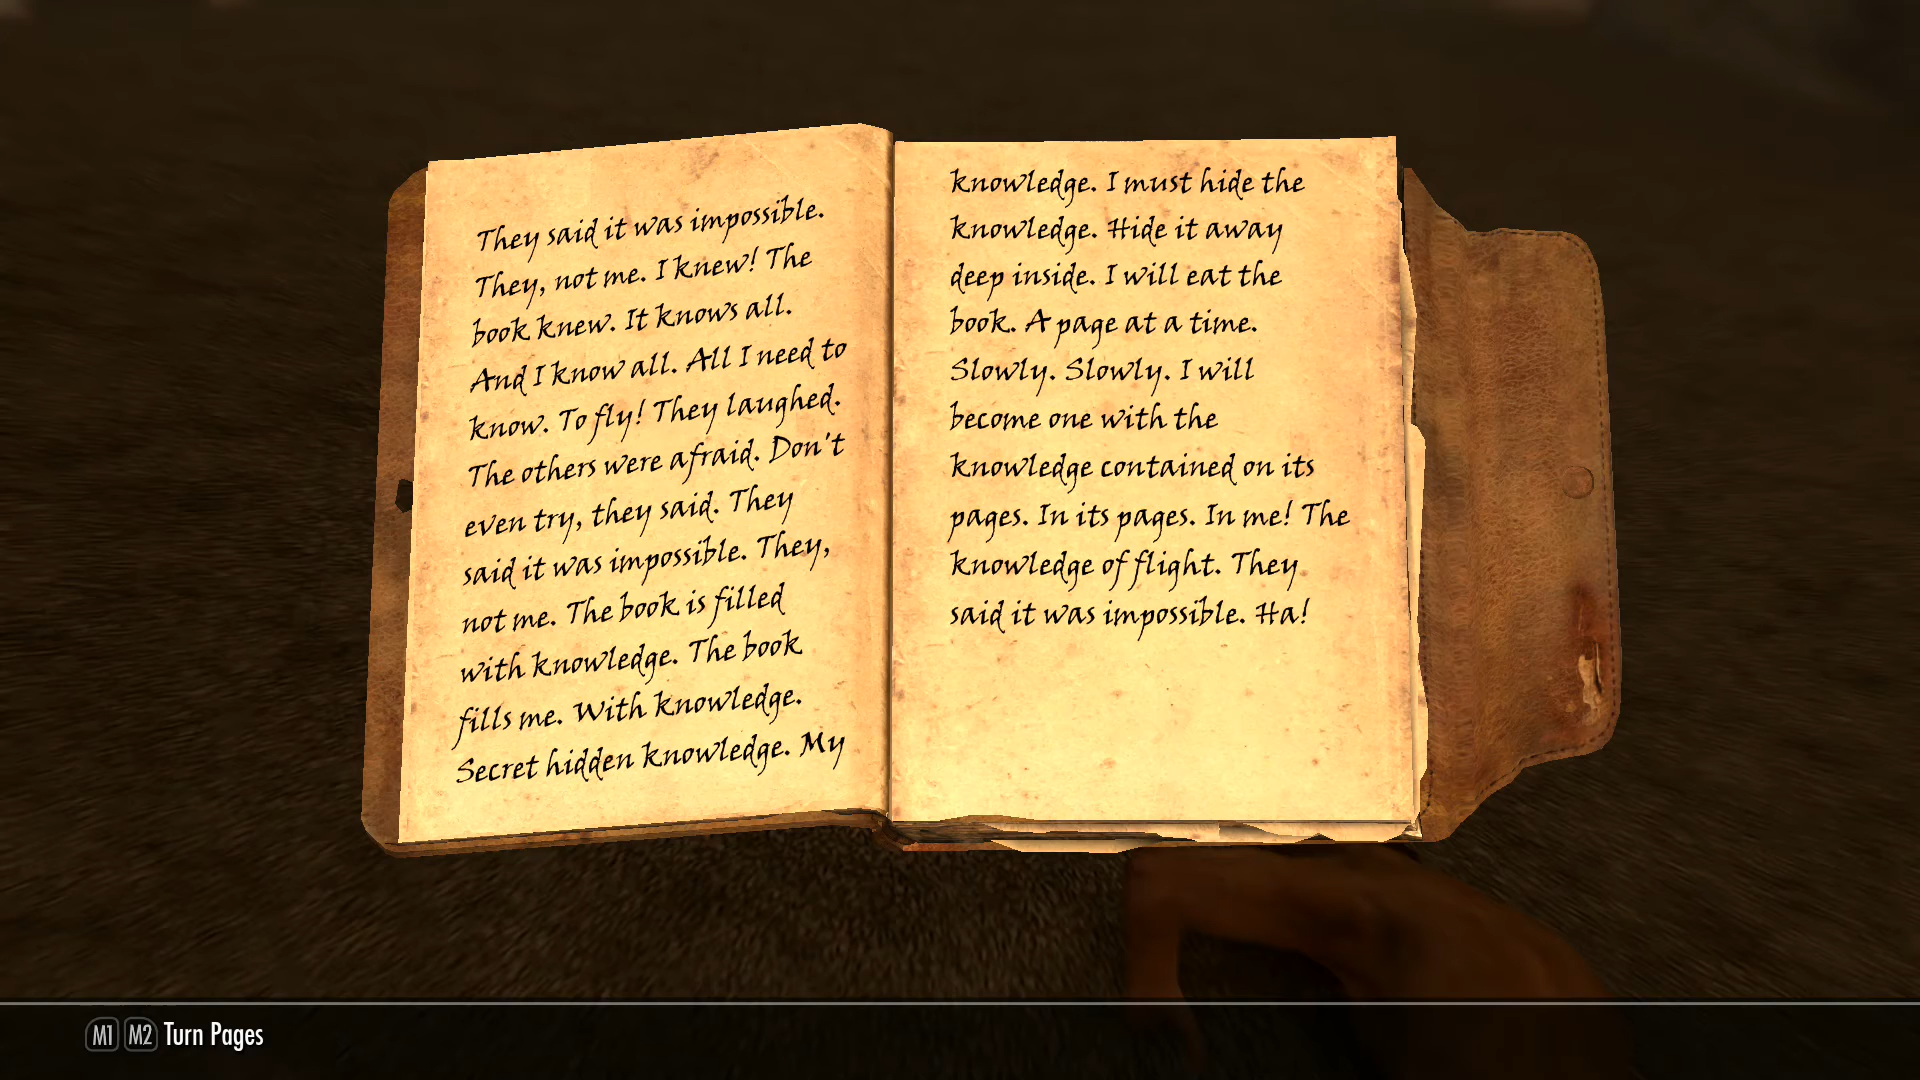 They said it was impossible.
They, not me. I knew! The
book knew. It knows all.
And I know all. All I need to
know. To fly! They laughed.
The others were afraid. Don't
even try, they said. They
said it was impossible. They,
not me. The book is filled
with knowledge. The book
fills me. With knowledge.
Secret hidden knowledge. My
knowledge. I must hide the
knowledge. Hide it away
deep inside. I will eat the
book. A page at a time.
Slowly. Slowly. I will
become one with the
knowledge contained on its
pages. In its pages. In me! The
knowledge of flight. They
said it was impossible. Ha!
M1 M2 Turn Pages